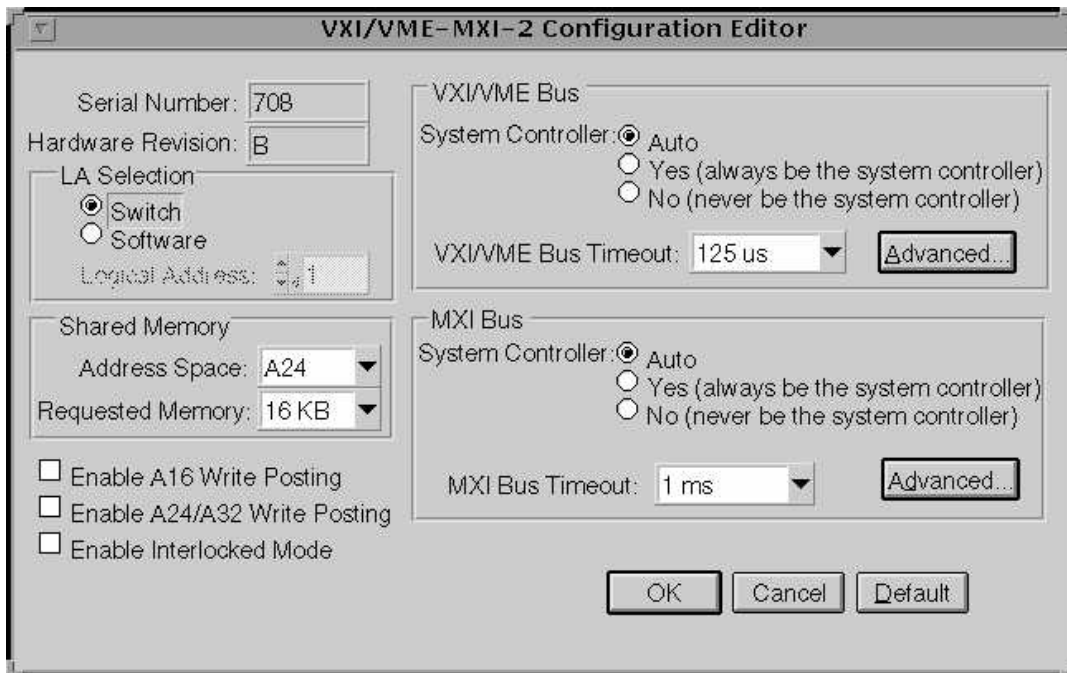 VXI/VME-MXI-2 Configuration Editor
Serial Number: 708
Hardware Revision: B
LA Selection
Switch
Software
Logical Address: 1
Shared Memory
Address Space: A24
Requested Memory: 16 KB
Enable A16 Write Posting
Enable A24/A32 Write Posting
Enable Interlocked Mode
VXI/VME Bus
System Controller: Auto
Yes (always be the system controller)
No (never be the system controller)
VXI/VME Bus Timeout: 125 us Advanced...
MXI Bus
System Controller: Auto
Yes (always be the system controller)
No (never be the system controller)
MXI Bus Timeout: 1 ms Advanced...
OK Cancel Default